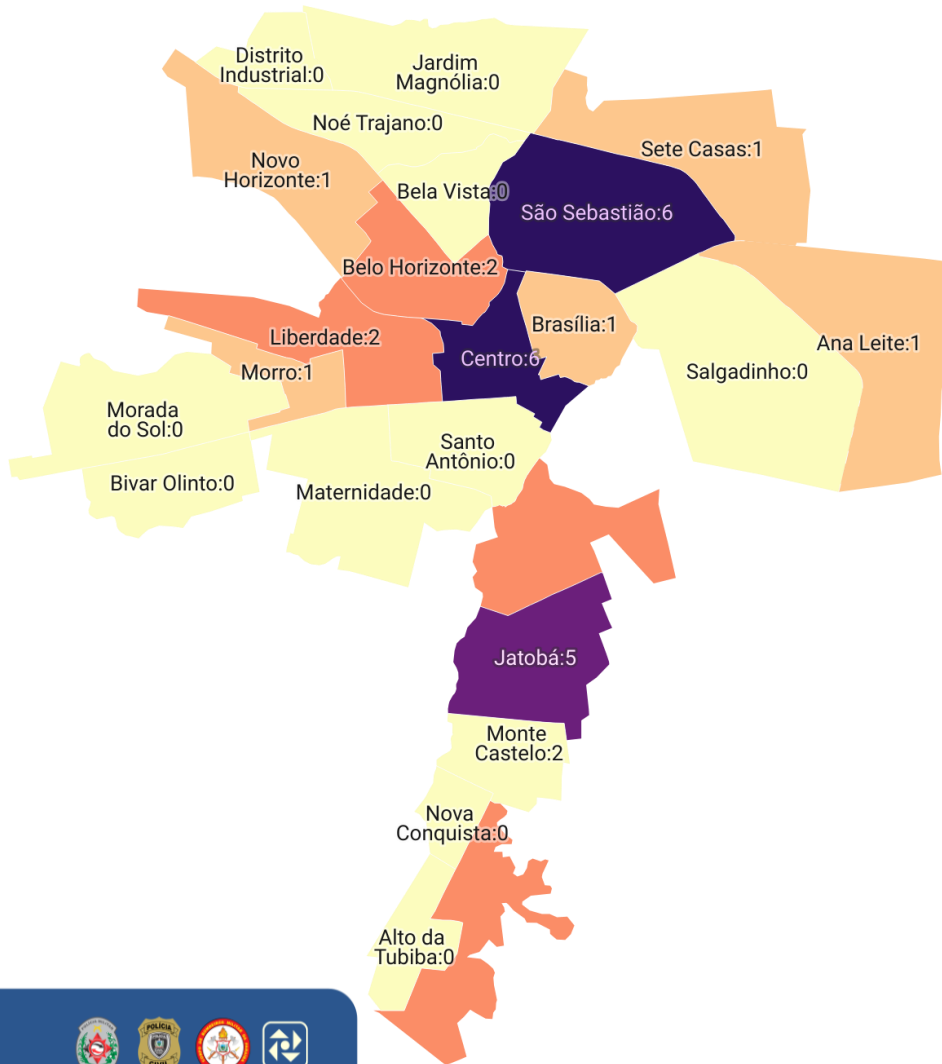 Distrito
Industrial:0
Jardim
Magnólia:0
Noé Trajano:0
Sete Casas:1
Novo
Horizonte:1
Bela Vista:0
São Sebastião:6
Belo Horizonte:2
Brasília:1
Liberdade:2
Centro:6
Ana Leite:1
Morro:1
Salgadinho:0
Morada
do Sol:0
Santo
Antônio:0
Bivar Olinto:0
Maternidade:0
Jatobá:5
Monte
Castelo:2
Nova
Conquista:0
Alto da
Tubiba:0
POLÍCIA
CIVIL